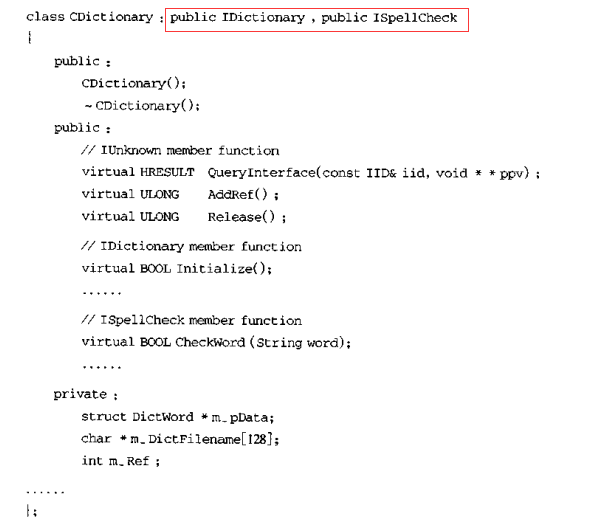 class CDictionary : public IDictionary , public ISpellCheck
{
public :
CDictionary();
~CDictionary();
public :
// IUnknown member function
virtual HRESULT QueryInterface(const IID& iid, void * * ppv) ;
virtual ULONG AddRef() ;
virtual ULONG Release() ;
// IDictionary member function
virtual BOOL Initialize();
......
// ISpellCheck member function
virtual BOOL CheckWord (String word);
......
private :
struct DictWord * m_pData;
char * m_DictFilename[128];
int m_Ref ;
......
};